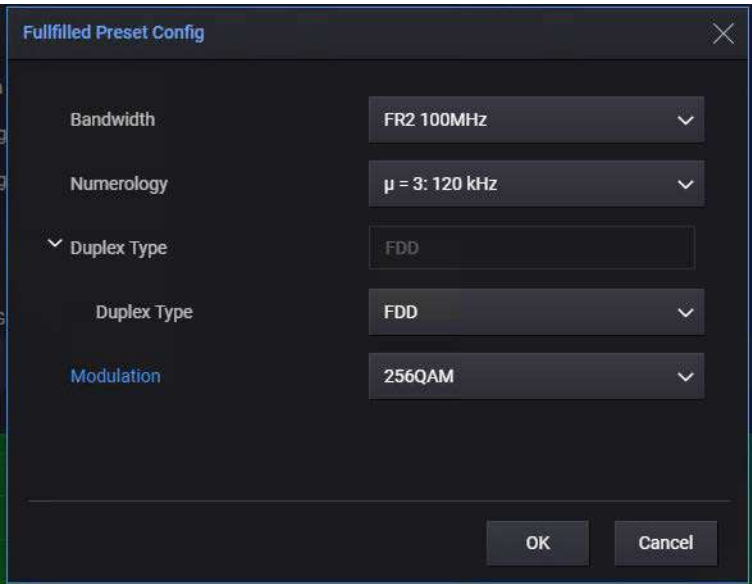 Fullfilled Preset Config
Bandwidth FR2 100MHz
Numerology μ = 3: 120 kHz
Duplex Type FDD
Duplex Type FDD
Modulation 256QAM
OK Cancel